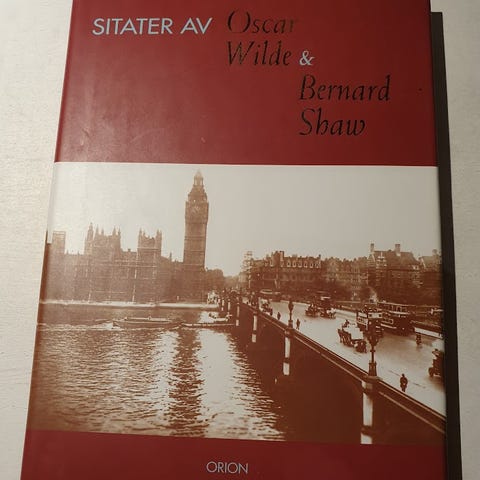 SITATER AV Oscar
Wilde &
Bernard
Shaw
ORION